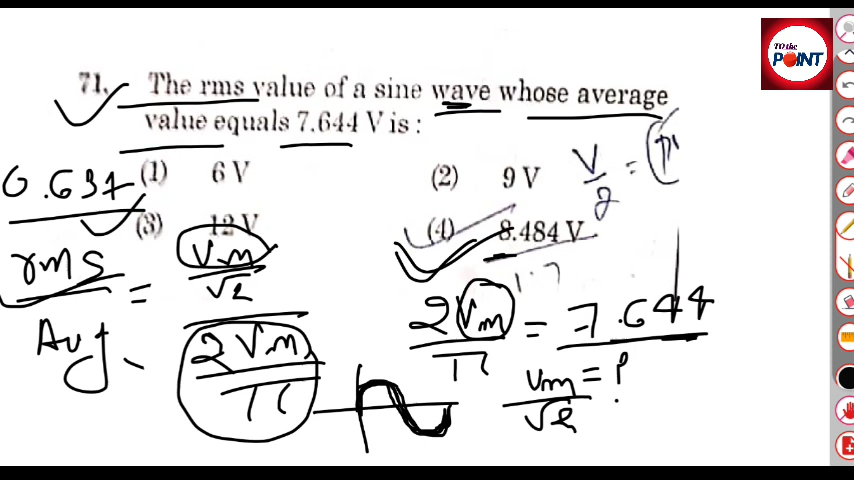 TO the
POINT
71. The rms value of a sine wave whose average
value equals 7.644 V is :
(1) 6 V (2) 9 V
(3) 12 V (4) 8.484 V
0.637
rms = Vm/√2
Avg - 2Vm/π
V/2 =
2Vm/π = 7.644
Vm/√2 = ?